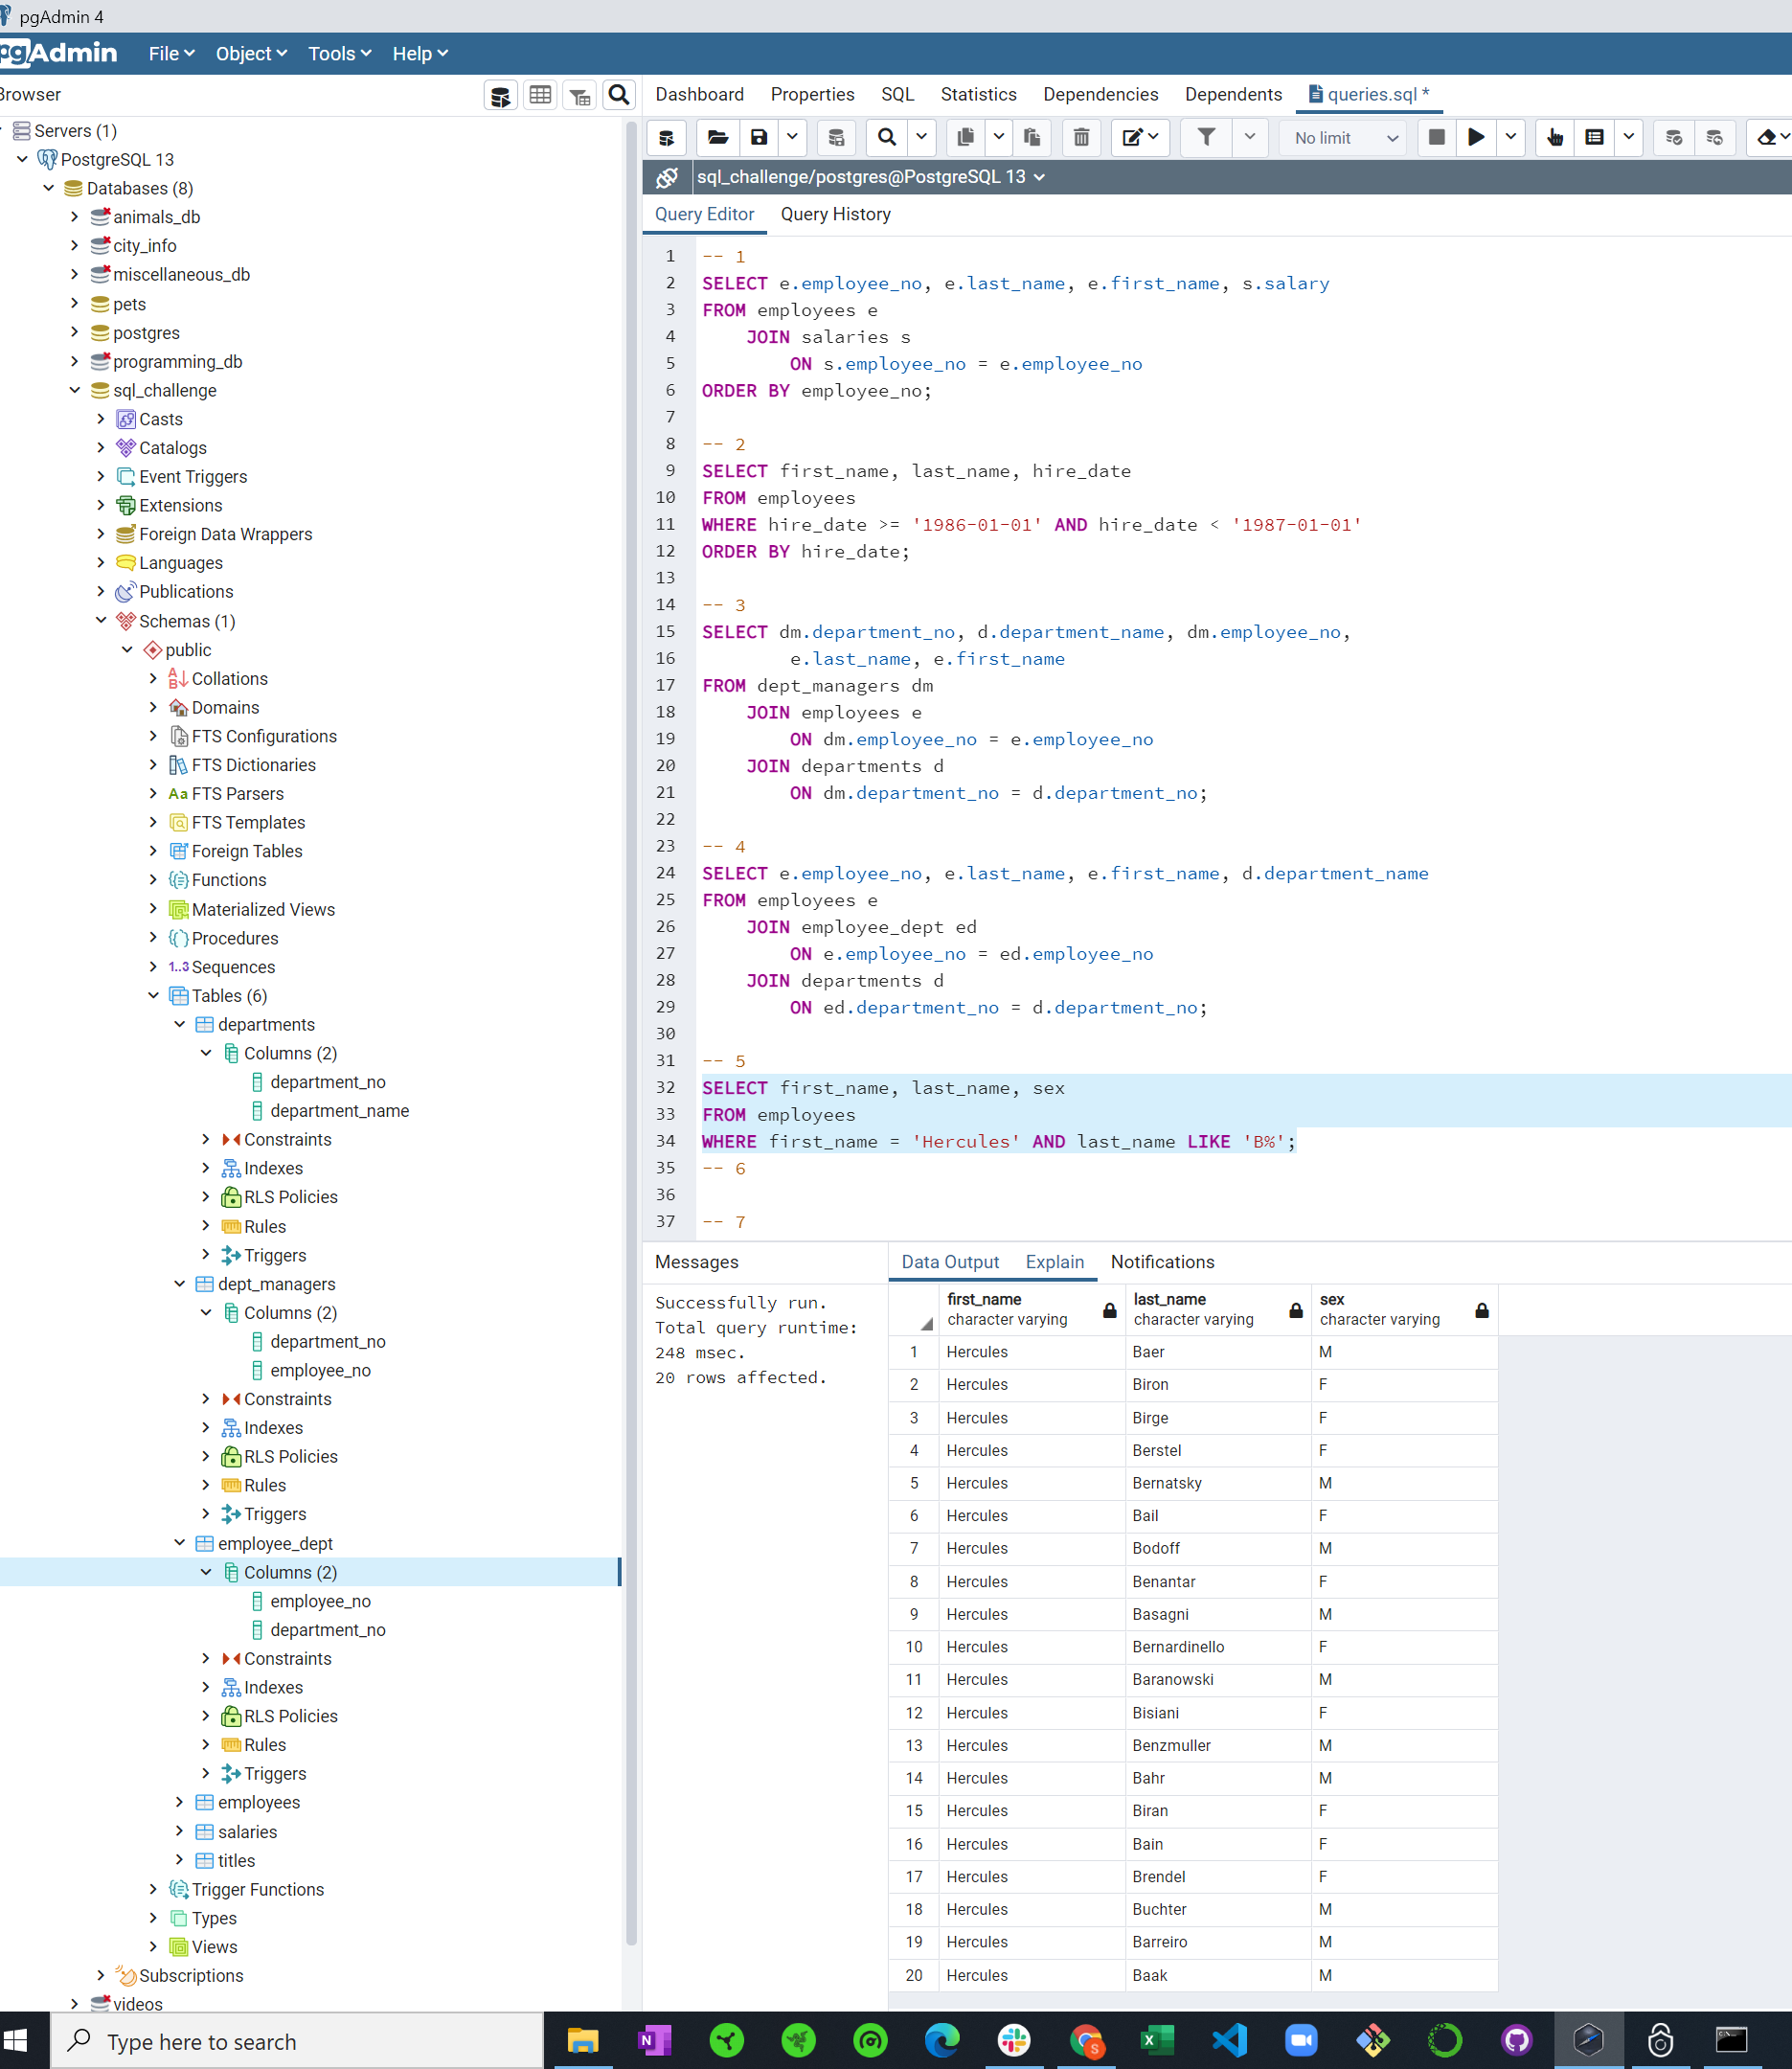 pgAdmin 4
pgAdmin File Object Tools Help
Browser
Servers (1)
PostgreSQL 13
Databases (8)
animals_db
city_info
miscellaneous_db
pets
postgres
programming_db
sql_challenge
Casts
Catalogs
Event Triggers
Extensions
Foreign Data Wrappers
Languages
Publications
Schemas (1)
public
Collations
Domains
FTS Configurations
FTS Dictionaries
Aa FTS Parsers
FTS Templates
Foreign Tables
Functions
Materialized Views
Procedures
1..3 Sequences
Tables (6)
departments
Columns (2)
department_no
department_name
Constraints
Indexes
RLS Policies
Rules
Triggers
dept_managers
Columns (2)
department_no
employee_no
Constraints
Indexes
RLS Policies
Rules
Triggers
employee_dept
Columns (2)
employee_no
department_no
Constraints
Indexes
RLS Policies
Rules
Triggers
employees
salaries
titles
Trigger Functions
Types
Views
Subscriptions
videos
Dashboard Properties SQL Statistics Dependencies Dependents queries.sql *
No limit
sql_challenge/postgres@PostgreSQL 13
Query Editor Query History
1 -- 1
2 SELECT e.employee_no, e.last_name, e.first_name, s.salary
3 FROM employees e
4 JOIN salaries s
5 ON s.employee_no = e.employee_no
6 ORDER BY employee_no;
7
8 -- 2
9 SELECT first_name, last_name, hire_date
10 FROM employees
11 WHERE hire_date >= '1986-01-01' AND hire_date < '1987-01-01'
12 ORDER BY hire_date;
13
14 -- 3
15 SELECT dm.department_no, d.department_name, dm.employee_no,
16 e.last_name, e.first_name
17 FROM dept_managers dm
18 JOIN employees e
19 ON dm.employee_no = e.employee_no
20 JOIN departments d
21 ON dm.department_no = d.department_no;
22
23 -- 4
24 SELECT e.employee_no, e.last_name, e.first_name, d.department_name
25 FROM employees e
26 JOIN employee_dept ed
27 ON e.employee_no = ed.employee_no
28 JOIN departments d
29 ON ed.department_no = d.department_no;
30
31 -- 5
32 SELECT first_name, last_name, sex
33 FROM employees
34 WHERE first_name = 'Hercules' AND last_name LIKE 'B%';
35 -- 6
36
37 -- 7
Messages
Successfully run.
Total query runtime:
248 msec.
20 rows affected.
Data Output Explain Notifications
first_name last_name sex
character varying character varying character varying
1 Hercules Baer M
2 Hercules Biron F
3 Hercules Birge F
4 Hercules Berstel F
5 Hercules Bernatsky M
6 Hercules Bail F
7 Hercules Bodoff M
8 Hercules Benantar F
9 Hercules Basagni M
10 Hercules Bernardinello F
11 Hercules Baranowski M
12 Hercules Bisiani F
13 Hercules Benzmuller M
14 Hercules Bahr M
15 Hercules Biran F
16 Hercules Bain F
17 Hercules Brendel F
18 Hercules Buchter M
19 Hercules Barreiro M
20 Hercules Baak M
Type here to search